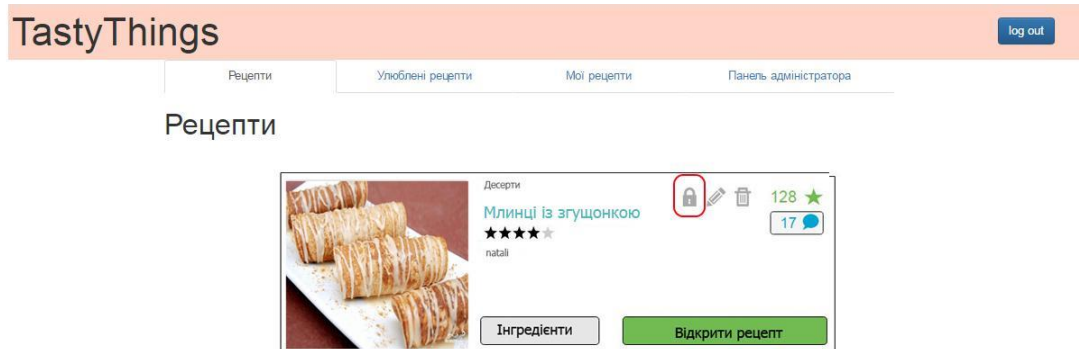 TastyThings
log out
Рецепти Улюблені рецепти Мої рецепти Панель адміністратора
Рецепти
Десерти
128
Млинці із згущонкою
17
natali
Інгредієнти Відкрити рецепт